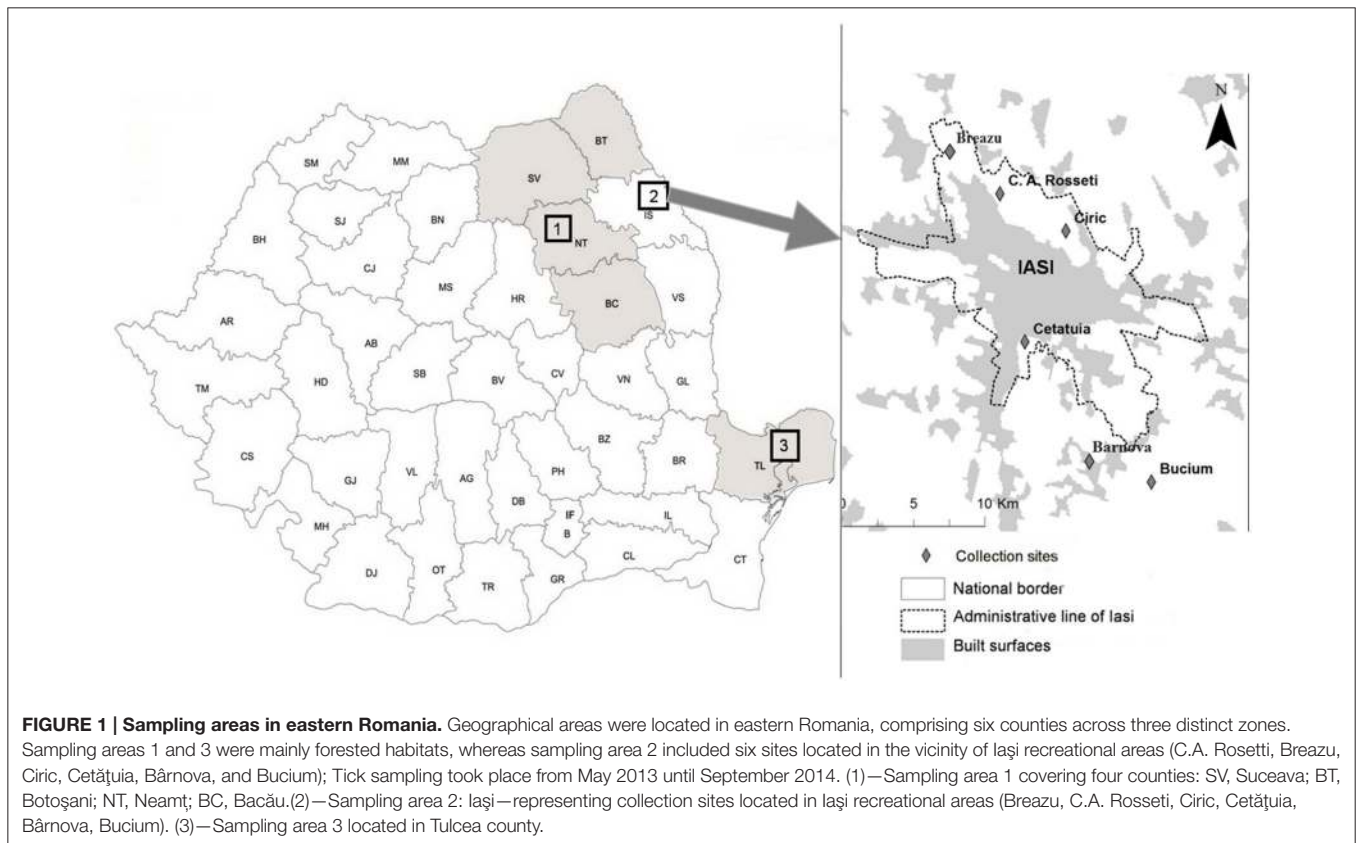 BT
SM
MM
SV
2
IS
SJ
BN
1
NT
BH
CJ
MS
HR
BC
VS
AR
AB
TM
HD
SB
BV
CV
VN
GL
3
TL
CS
BZ
BR
GJ
VL
AG
PH
DB
IF
IL
MH
B
CL
CT
DJ
OT
TR
GR
N
Breazu
C. A. Rosseti
Ciric
IASI
Cetatuia
Barnova
Bucium
0 5 10 Km
Collection sites
National border
Administrative line of Iasi
Built surfaces
FIGURE 1 | Sampling areas in eastern Romania. Geographical areas were located in eastern Romania, comprising six counties across three distinct zones.
Sampling areas 1 and 3 were mainly forested habitats, whereas sampling area 2 included six sites located in the vicinity of Iaşi recreational areas (C.A. Rosetti, Breazu,
Ciric, Cetăţuia, Bârnova, and Bucium); Tick sampling took place from May 2013 until September 2014. (1)—Sampling area 1 covering four counties: SV, Suceava; BT,
Botoşani; NT, Neamţ; BC, Bacău.(2)—Sampling area 2: Iaşi—representing collection sites located in Iaşi recreational areas (Breazu, C.A. Rosseti, Ciric, Cetăţuia,
Bârnova, Bucium). (3)—Sampling area 3 located in Tulcea county.